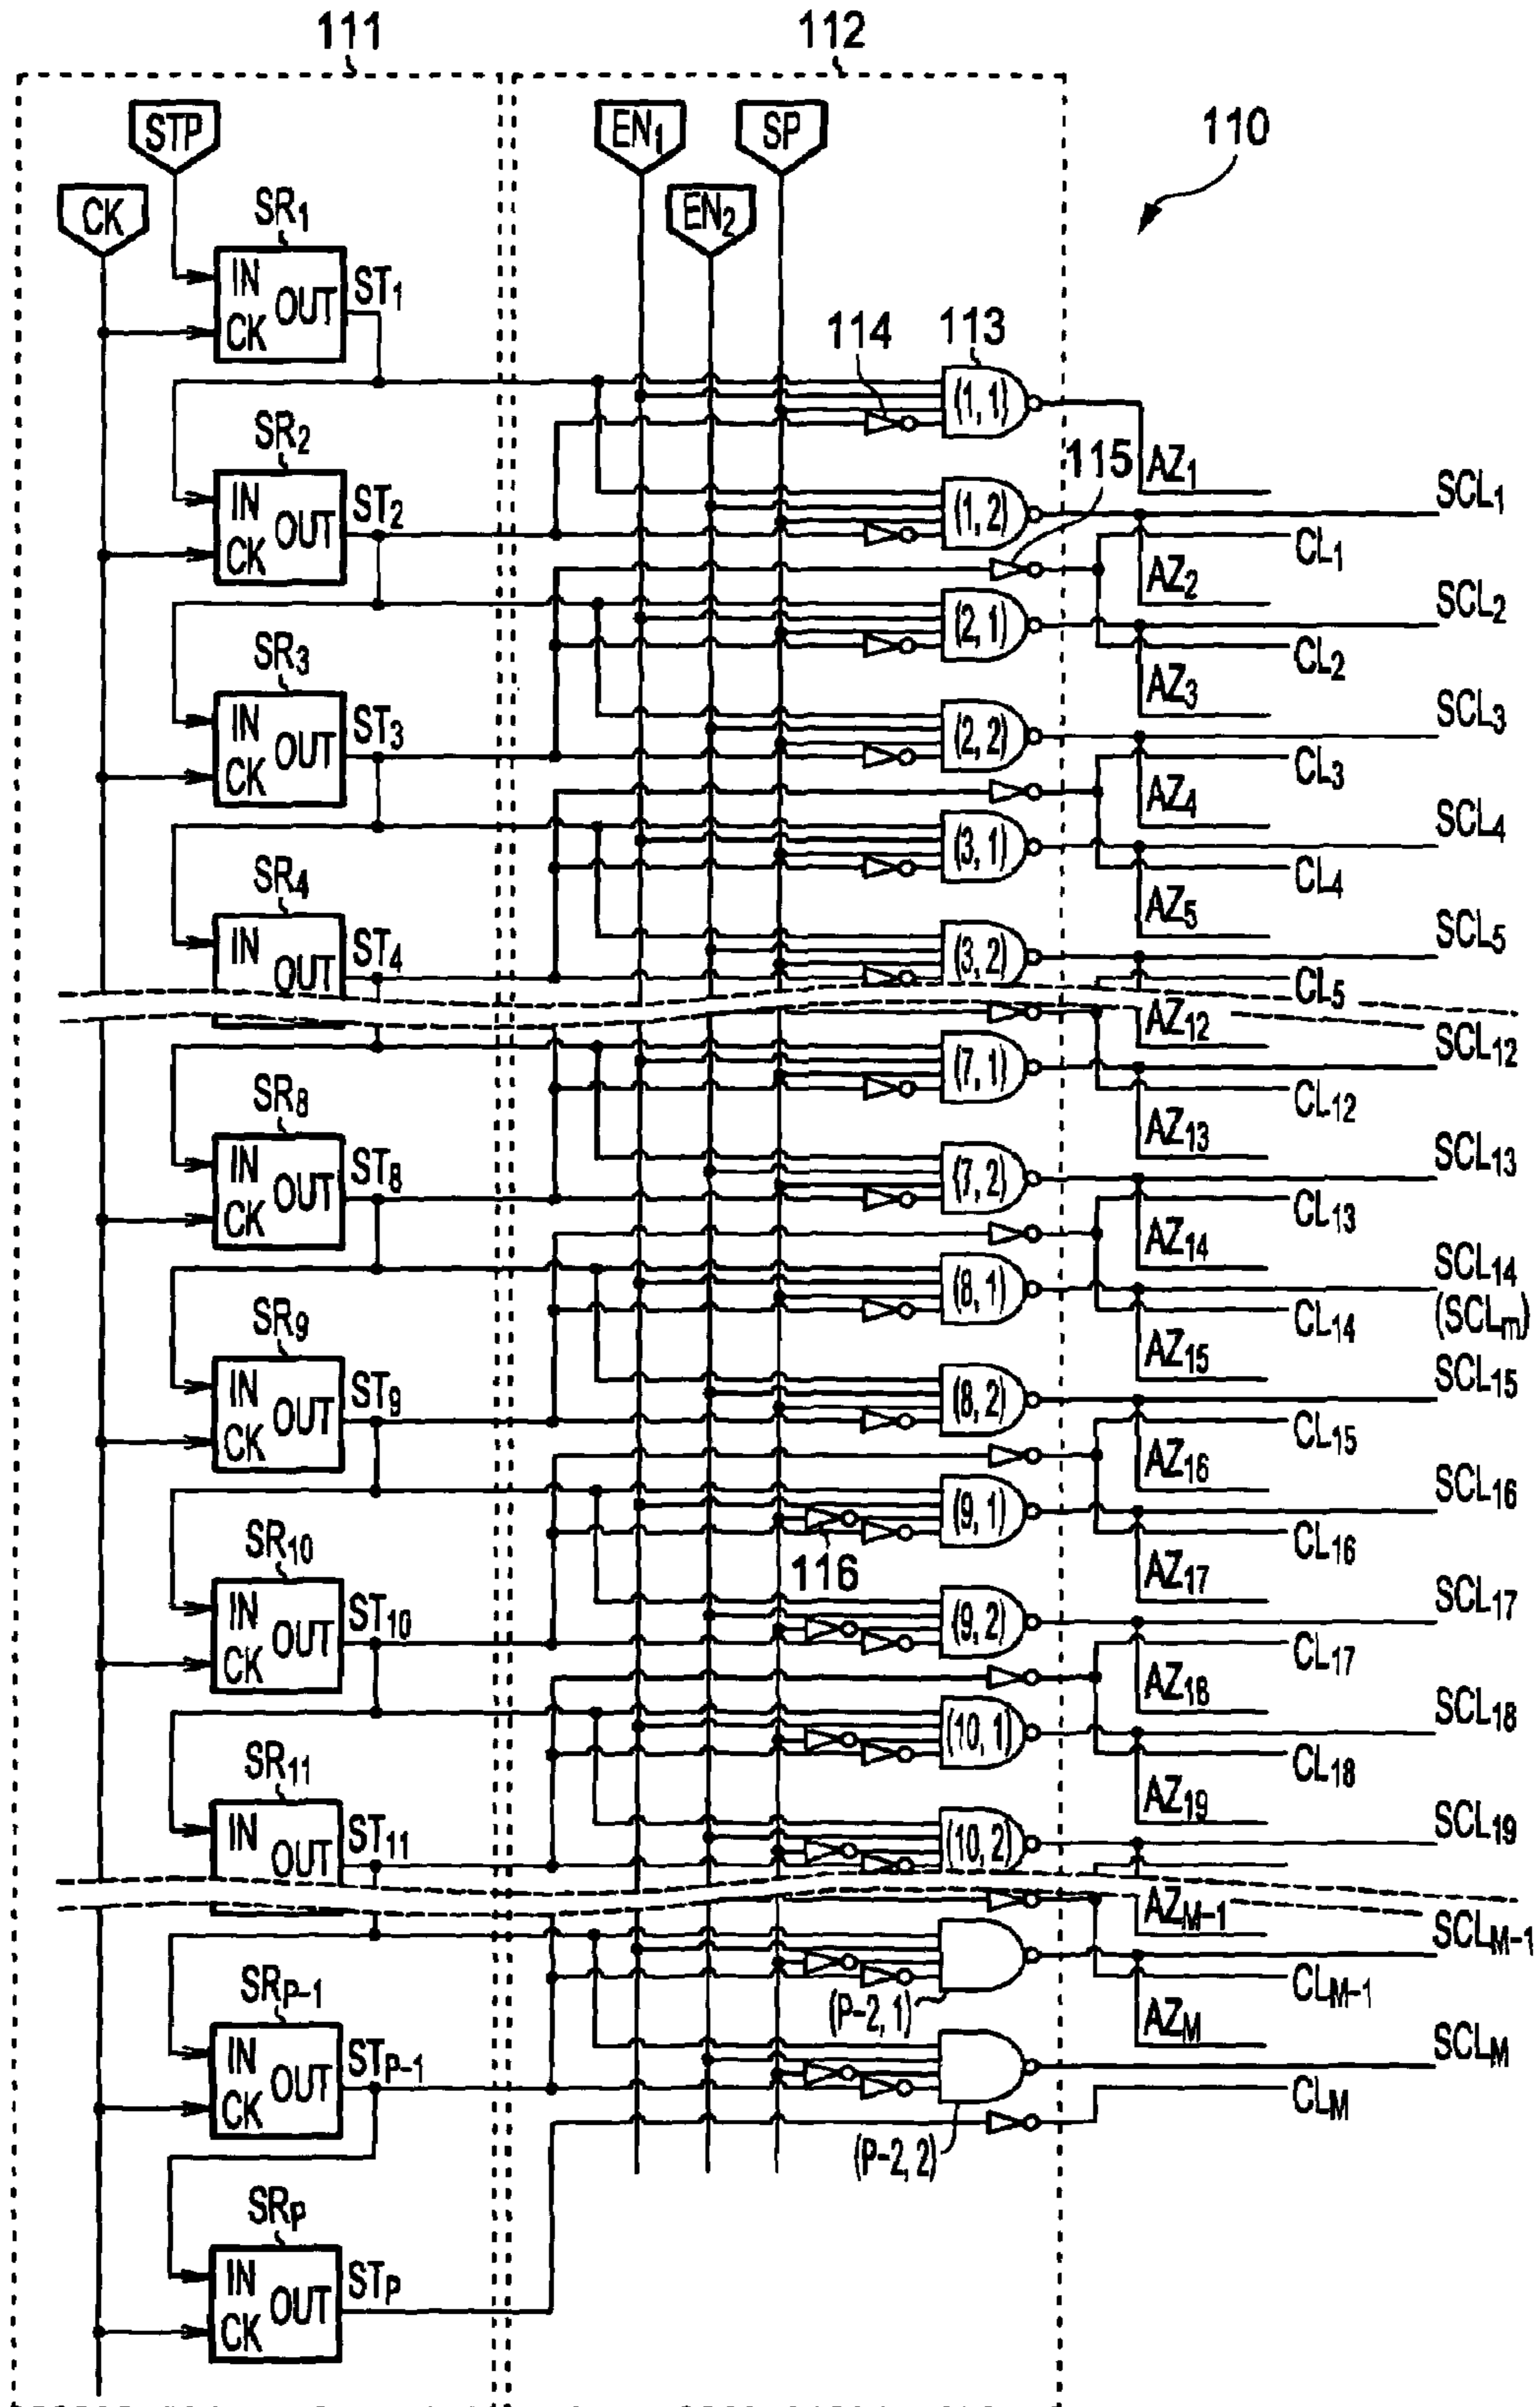 111
112
STP
EN1
SP
110
CK
EN2
SR1
IN
OUT
CK
ST1
114
113
(1, 1)
SR2
IN
OUT
CK
ST2
115
AZ1
SCL1
(1, 2)
CL1
AZ2
SCL2
(2, 1)
CL2
SR3
IN
OUT
CK
ST3
AZ3
SCL3
(2, 2)
CL3
AZ4
SCL4
(3, 1)
CL4
SR4
IN
OUT
ST4
AZ5
SCL5
(3, 2)
CL5
AZ12
SCL12
(7, 1)
CL12
SR8
IN
OUT
CK
ST8
AZ13
SCL13
(7, 2)
CL13
AZ14
SCL14
(SCLm)
(8, 1)
CL14
SR9
IN
OUT
CK
ST9
AZ15
SCL15
(8, 2)
CL15
AZ16
SCL16
(9, 1)
116
CL16
SR10
IN
OUT
CK
ST10
AZ17
SCL17
(9, 2)
CL17
AZ18
SCL18
(10, 1)
CL18
SR11
IN
OUT
ST11
AZ19
SCL19
(10, 2)
AZM-1
SCLM-1
(P-2, 1)
CLM-1
SRP-1
IN
OUT
CK
STP-1
AZM
SCLM
CLM
(P-2, 2)
SRP
IN
OUT
CK
STP